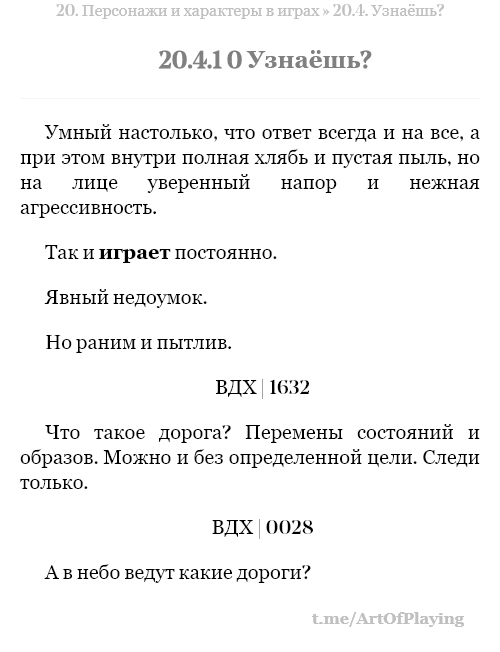 20. Персонажи и характеры в играх » 20.4. Узнаёшь?
20.4.10 Узнаёшь?
Умный настолько, что ответ всегда и на все, а
при этом внутри полная хлябь и пустая пыль, но
на лице уверенный напор и нежная
агрессивность.
Так и играет постоянно.
Явный недоумок.
Но раним и пытлив.
ВДХ | 1632
Что такое дорога? Перемены состояний и
образов. Можно и без определенной цели. Следи
только.
ВДХ | 0028
А в небо ведут какие дороги?
t.me/ArtOfPlaying